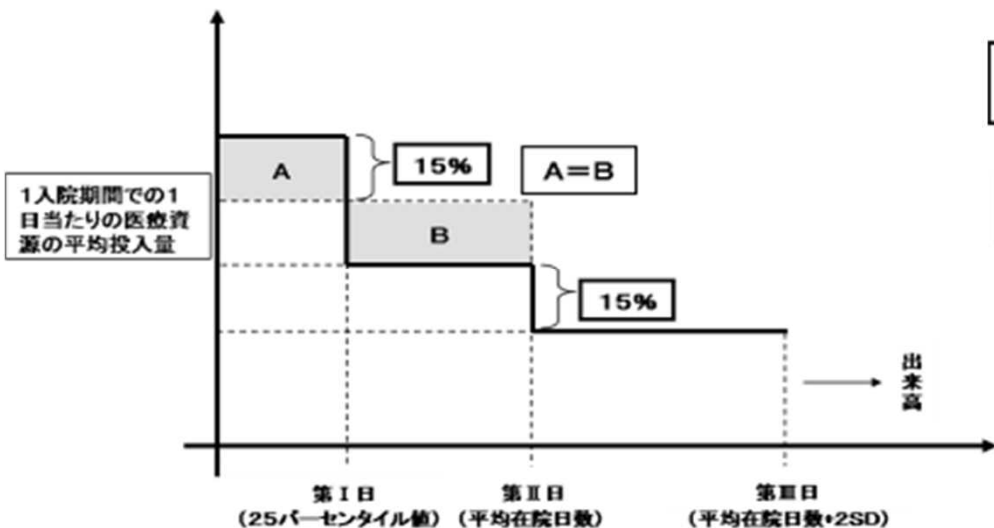 1入院期間での1
日当たりの医療資
源の平均投入量
A
15%
A=B
B
15%
出来高
第Ⅰ日
(25パーセンタイル値)
第Ⅱ日
(平均在院日数)
第Ⅲ日
(平均在院日数+2SD)